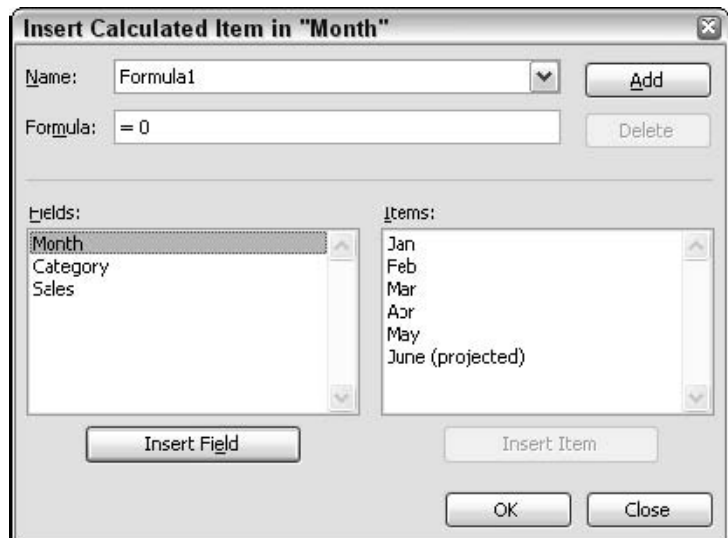 Insert Calculated Item in "Month"
Name: Formula1 Add
Formula: = 0 Delete
Fields: Items:
Month Jan
Category Feb
Sales Mar
Apr
May
June (projected)
Insert Field Insert Item
OK Close